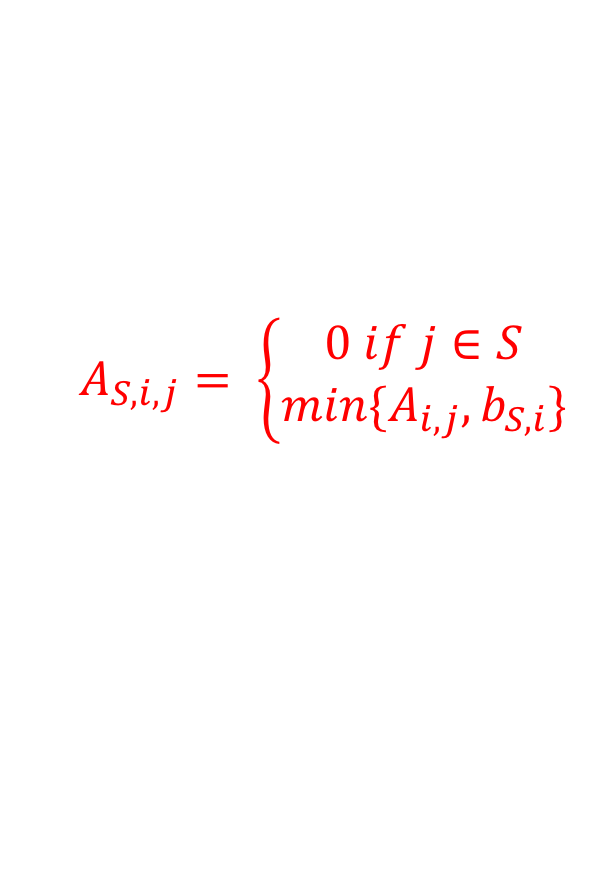 A_{S,i,j} = { 0 if j ∈ S
min{A_{i,j}, b_{S,i}}